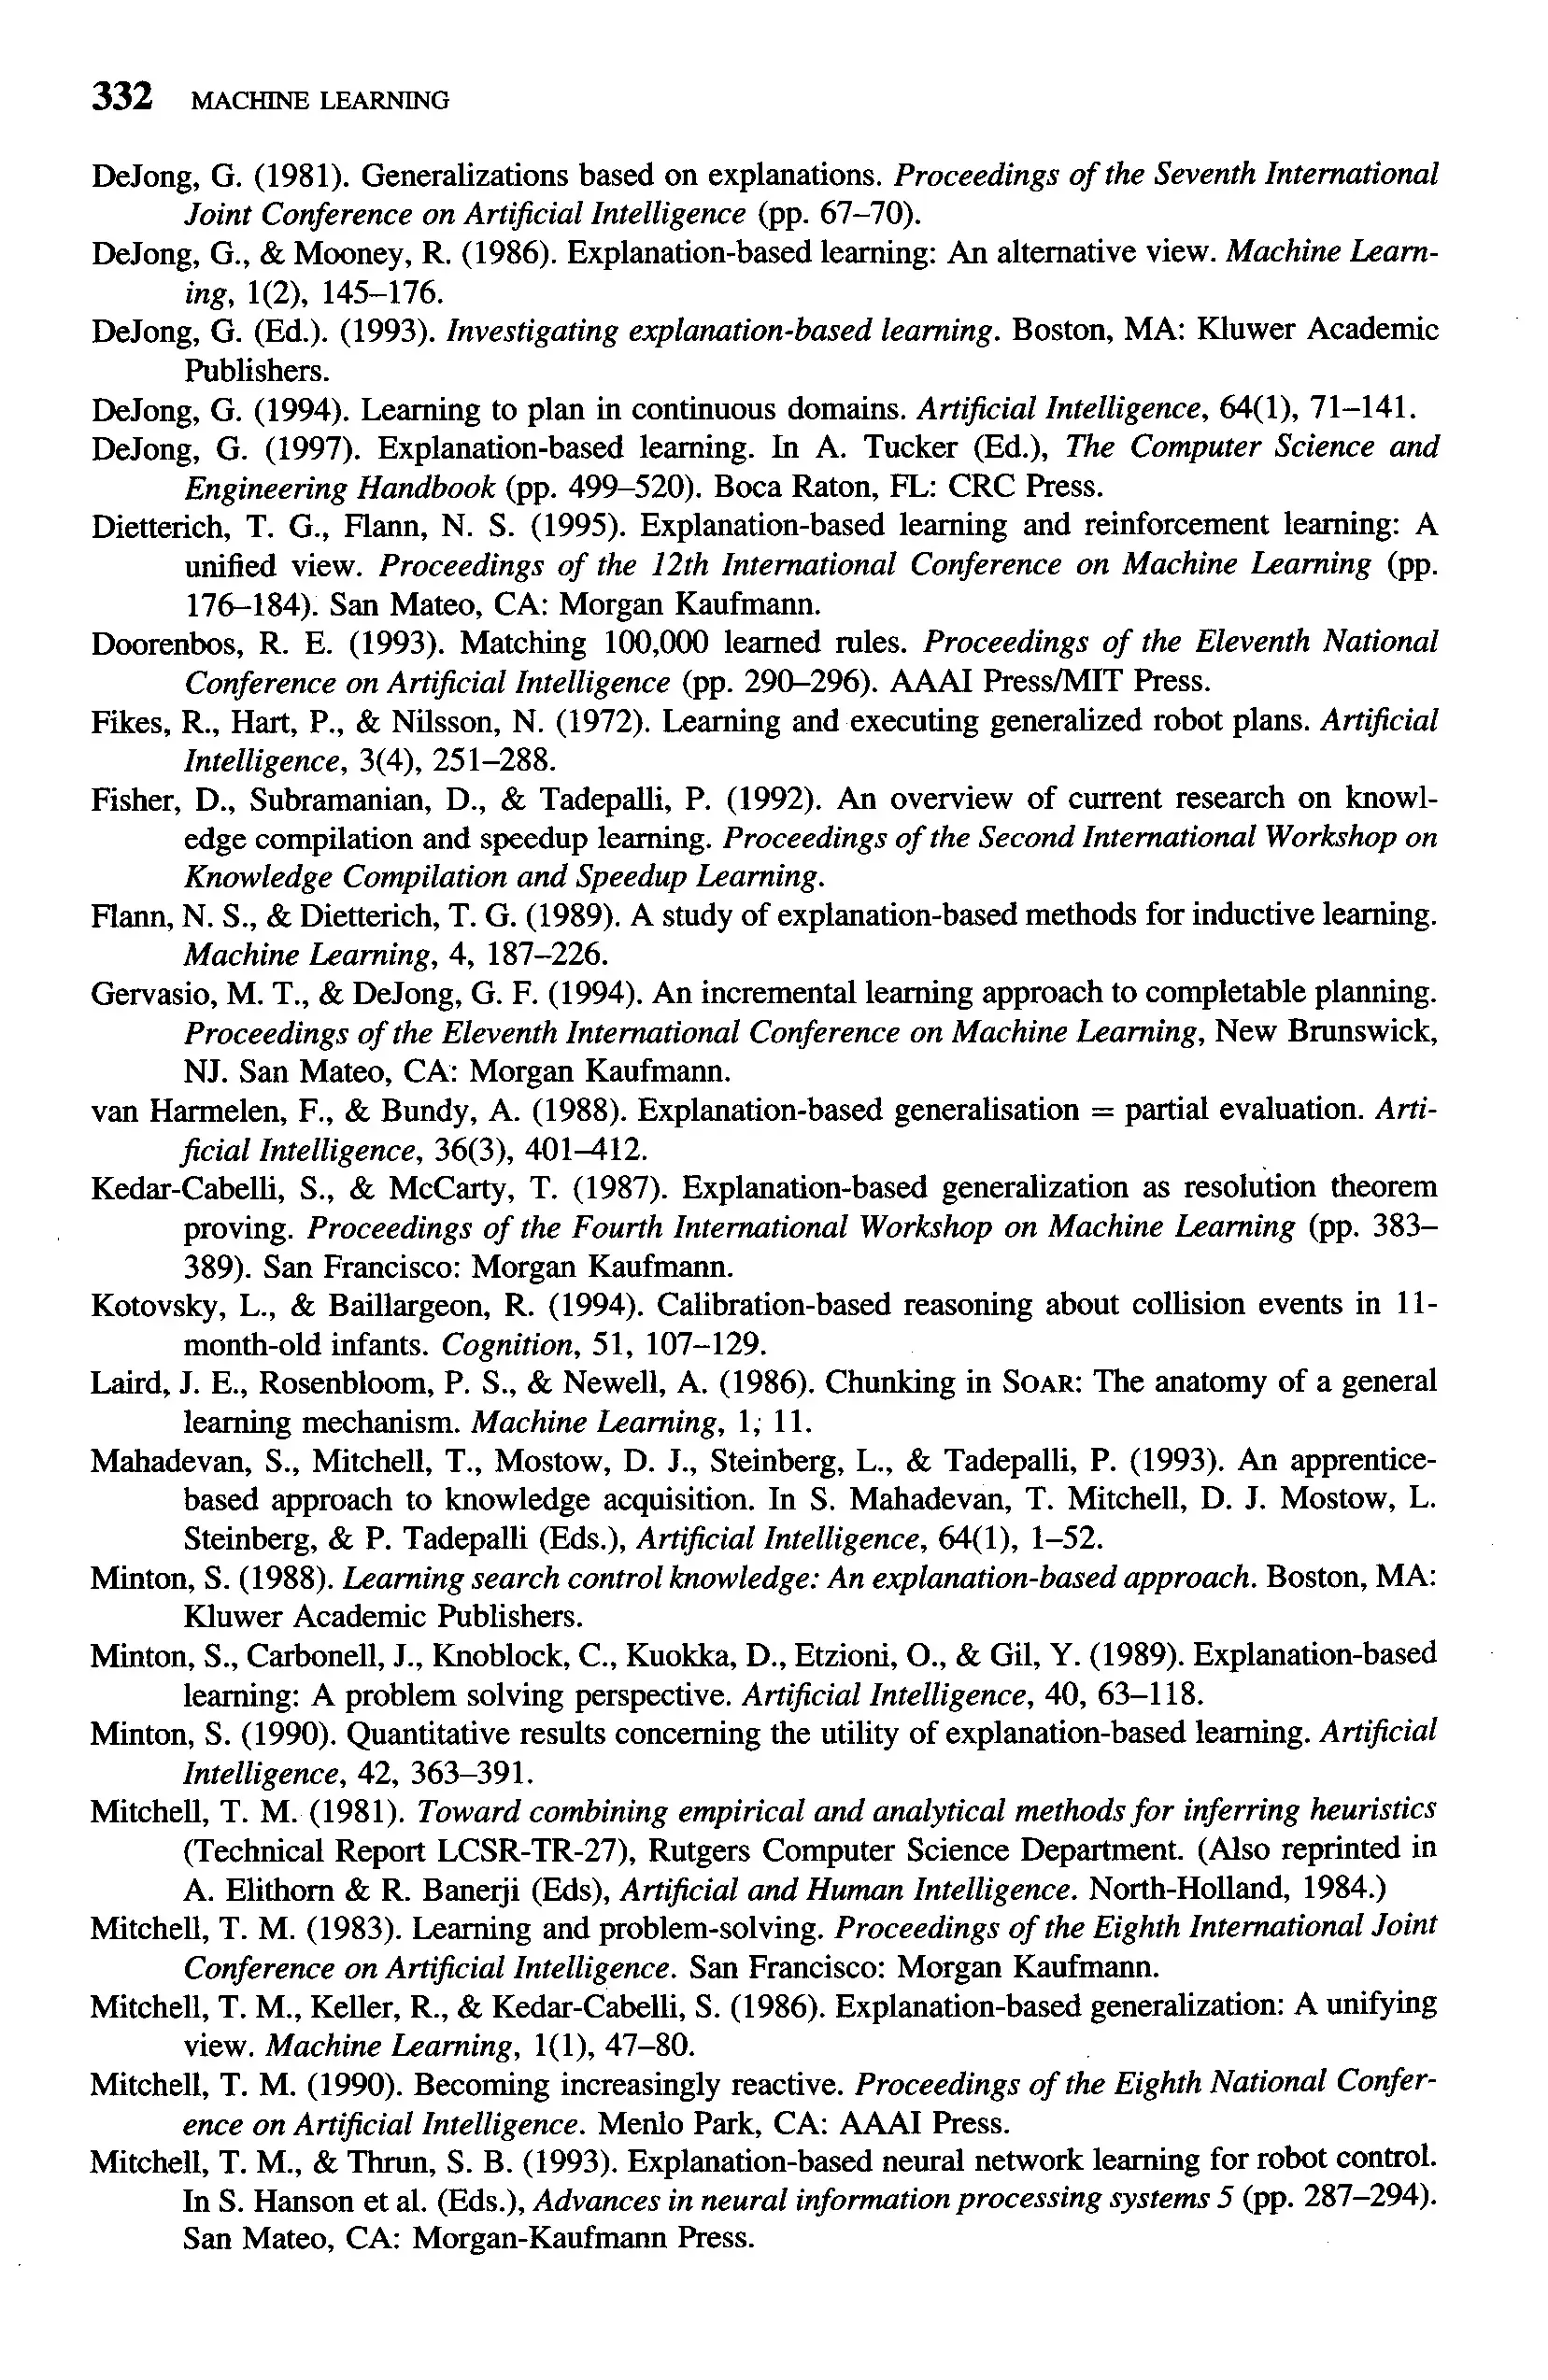 332 MACHINE LEARNING
DeJong, G. (1981). Generalizations based on explanations. Proceedings of the Seventh International
Joint Conference on Artificial Intelligence (pp. 67–70).
DeJong, G., & Mooney, R. (1986). Explanation-based learning: An alternative view. Machine Learn-
ing, 1(2), 145–176.
DeJong, G. (Ed.). (1993). Investigating explanation-based learning. Boston, MA: Kluwer Academic
Publishers.
DeJong, G. (1994). Learning to plan in continuous domains. Artificial Intelligence, 64(1), 71–141.
DeJong, G. (1997). Explanation-based learning. In A. Tucker (Ed.), The Computer Science and
Engineering Handbook (pp. 499–520). Boca Raton, FL: CRC Press.
Dietterich, T. G., Flann, N. S. (1995). Explanation-based learning and reinforcement learning: A
unified view. Proceedings of the 12th International Conference on Machine Learning (pp.
176–184). San Mateo, CA: Morgan Kaufmann.
Doorenbos, R. E. (1993). Matching 100,000 learned rules. Proceedings of the Eleventh National
Conference on Artificial Intelligence (pp. 290–296). AAAI Press/MIT Press.
Fikes, R., Hart, P., & Nilsson, N. (1972). Learning and executing generalized robot plans. Artificial
Intelligence, 3(4), 251–288.
Fisher, D., Subramanian, D., & Tadepalli, P. (1992). An overview of current research on knowl-
edge compilation and speedup learning. Proceedings of the Second International Workshop on
Knowledge Compilation and Speedup Learning.
Flann, N. S., & Dietterich, T. G. (1989). A study of explanation-based methods for inductive learning.
Machine Learning, 4, 187–226.
Gervasio, M. T., & DeJong, G. F. (1994). An incremental learning approach to completable planning.
Proceedings of the Eleventh International Conference on Machine Learning, New Brunswick,
NJ. San Mateo, CA: Morgan Kaufmann.
van Harmelen, F., & Bundy, A. (1988). Explanation-based generalisation = partial evaluation. Arti-
ficial Intelligence, 36(3), 401–412.
Kedar-Cabelli, S., & McCarty, T. (1987). Explanation-based generalization as resolution theorem
proving. Proceedings of the Fourth International Workshop on Machine Learning (pp. 383–
389). San Francisco: Morgan Kaufmann.
Kotovsky, L., & Baillargeon, R. (1994). Calibration-based reasoning about collision events in 11-
month-old infants. Cognition, 51, 107–129.
Laird, J. E., Rosenbloom, P. S., & Newell, A. (1986). Chunking in SOAR: The anatomy of a general
learning mechanism. Machine Learning, 1, 11.
Mahadevan, S., Mitchell, T., Mostow, D. J., Steinberg, L., & Tadepalli, P. (1993). An apprentice-
based approach to knowledge acquisition. In S. Mahadevan, T. Mitchell, D. J. Mostow, L.
Steinberg, & P. Tadepalli (Eds.), Artificial Intelligence, 64(1), 1–52.
Minton, S. (1988). Learning search control knowledge: An explanation-based approach. Boston, MA:
Kluwer Academic Publishers.
Minton, S., Carbonell, J., Knoblock, C., Kuokka, D., Etzioni, O., & Gil, Y. (1989). Explanation-based
learning: A problem solving perspective. Artificial Intelligence, 40, 63–118.
Minton, S. (1990). Quantitative results concerning the utility of explanation-based learning. Artificial
Intelligence, 42, 363–391.
Mitchell, T. M. (1981). Toward combining empirical and analytical methods for inferring heuristics
(Technical Report LCSR-TR-27), Rutgers Computer Science Department. (Also reprinted in
A. Elithorn & R. Banerji (Eds), Artificial and Human Intelligence. North-Holland, 1984.)
Mitchell, T. M. (1983). Learning and problem-solving. Proceedings of the Eighth International Joint
Conference on Artificial Intelligence. San Francisco: Morgan Kaufmann.
Mitchell, T. M., Keller, R., & Kedar-Cabelli, S. (1986). Explanation-based generalization: A unifying
view. Machine Learning, 1(1), 47–80.
Mitchell, T. M. (1990). Becoming increasingly reactive. Proceedings of the Eighth National Confer-
ence on Artificial Intelligence. Menlo Park, CA: AAAI Press.
Mitchell, T. M., & Thrun, S. B. (1993). Explanation-based neural network learning for robot control.
In S. Hanson et al. (Eds.), Advances in neural information processing systems 5 (pp. 287–294).
San Mateo, CA: Morgan-Kaufmann Press.